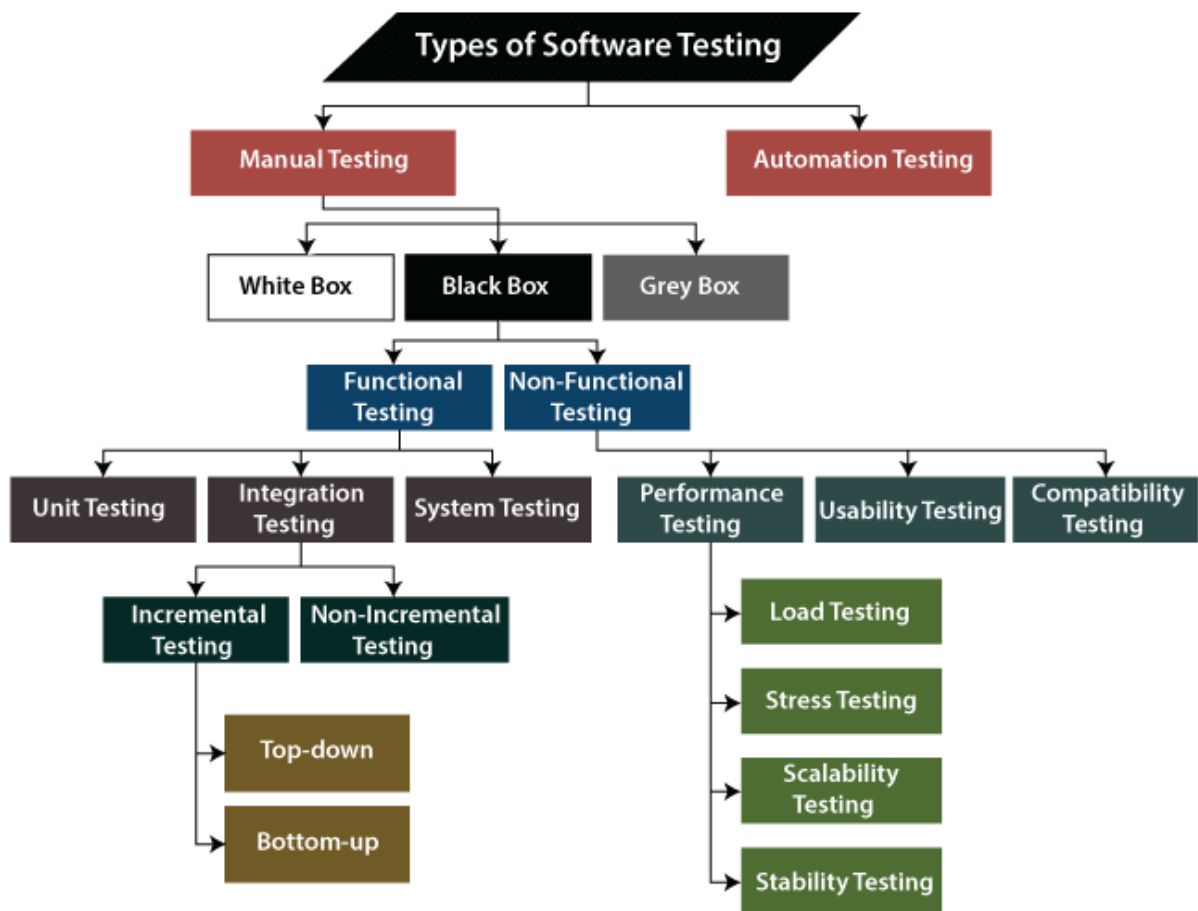 Types of Software Testing
Manual Testing
Automation Testing
White Box
Black Box
Grey Box
Functional
Testing
Non-Functional
Testing
Unit Testing
Integration
Testing
System Testing
Performance
Testing
Usability Testing
Compatibility
Testing
Incremental
Testing
Non-Incremental
Testing
Top-down
Bottom-up
Load Testing
Stress Testing
Scalability
Testing
Stability Testing